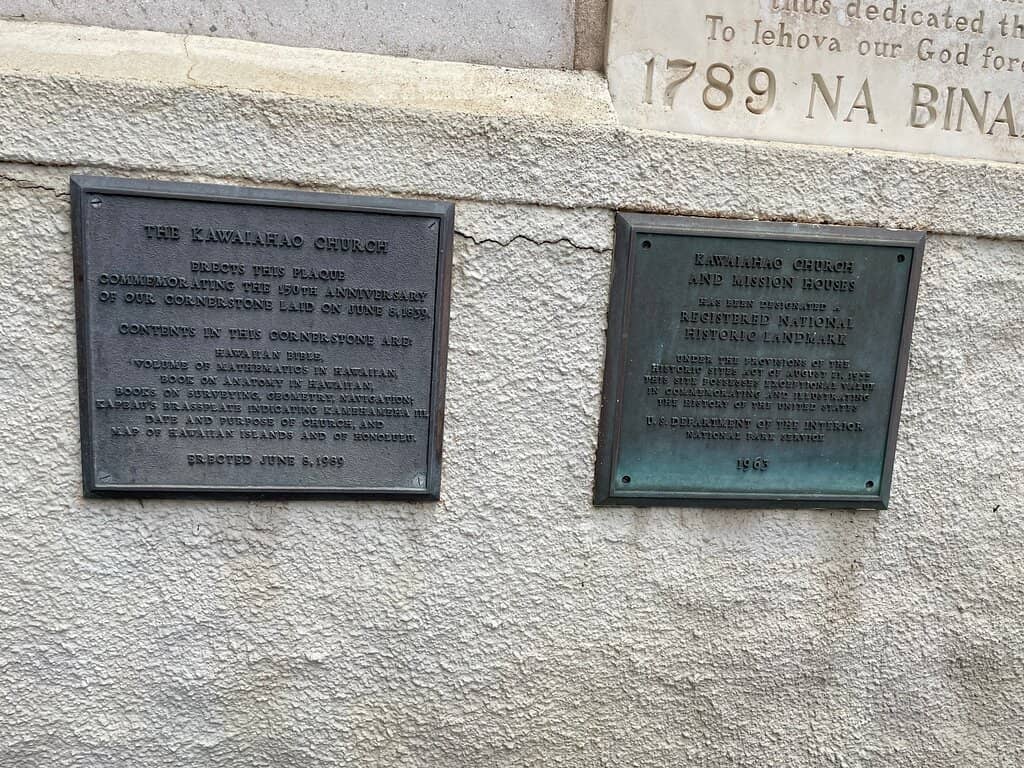 thus dedicated th
To Iehova our God fore
1789 NA BINA
THE KAWAIAHAO CHURCH
ERECTS THIS PLAQUE
COMMEMORATING THE 150TH ANNIVERSARY
OF OUR CORNERSTONE LAID ON JUNE 8, 1839.
CONTENTS IN THIS CORNERSTONE ARE:
HAWAIIAN BIBLE,
VOLUME OF MATHEMATICS IN HAWAIIAN,
BOOK ON ANATOMY IN HAWAIIAN,
BOOKS ON SURVEYING, GEOMETRY, NAVIGATION;
KAPEAU'S BRASSPLATE INDICATING KAMEHAMEHA III,
DATE AND PURPOSE OF CHURCH, AND
MAP OF HAWAIIAN ISLANDS AND OF HONOLULU.
ERECTED JUNE 8, 1989
KAWAIAHAO CHURCH
AND MISSION HOUSES
HAS BEEN DESIGNATED A
REGISTERED NATIONAL
HISTORIC LANDMARK
UNDER THE PROVISIONS OF THE
HISTORIC SITES ACT OF AUGUST 21, 1935
THIS SITE POSSESSES EXCEPTIONAL VALUE
IN COMMEMORATING AND ILLUSTRATING
THE HISTORY OF THE UNITED STATES
U.S. DEPARTMENT OF THE INTERIOR
NATIONAL PARK SERVICE
1963